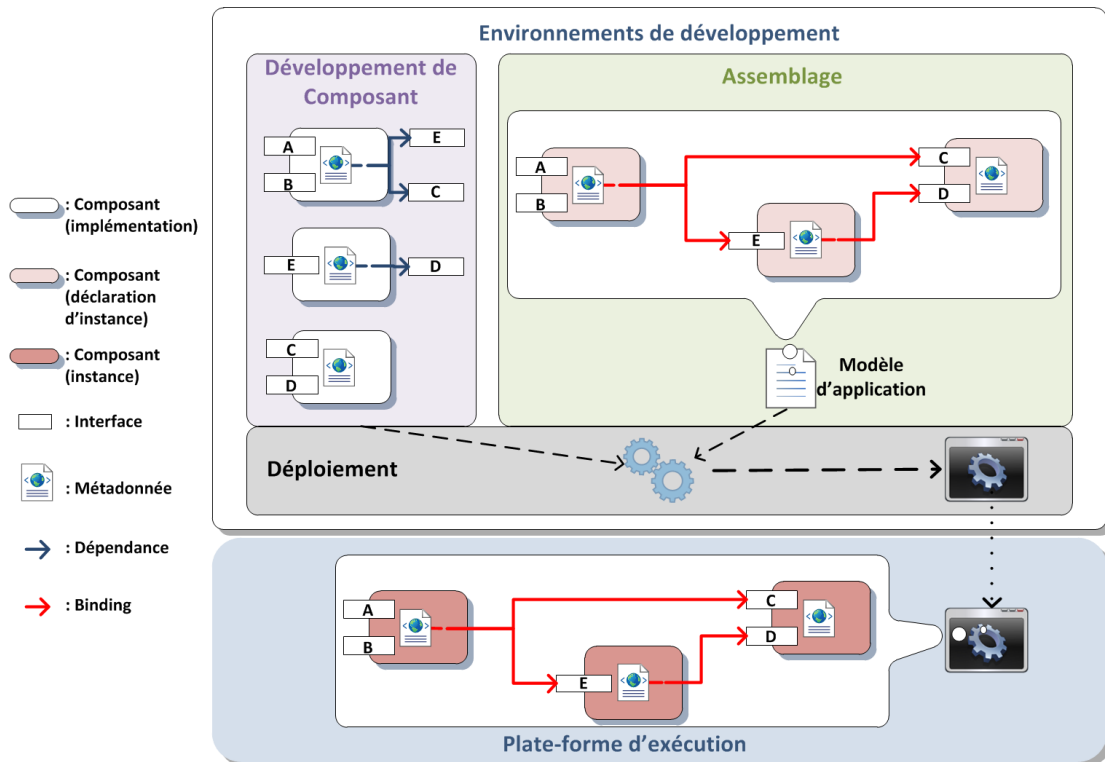 Environnements de développement
Développement de
Composant
A
B
E
C
E
D
C
D
Assemblage
A
B
C
D
E
Modèle
d'application
: Composant
(implémentation)
: Composant
(déclaration
d'instance)
: Composant
(instance)
: Interface
: Métadonnée
: Dépendance
: Binding
Déploiement
A
B
C
D
E
Plate-forme d'exécution